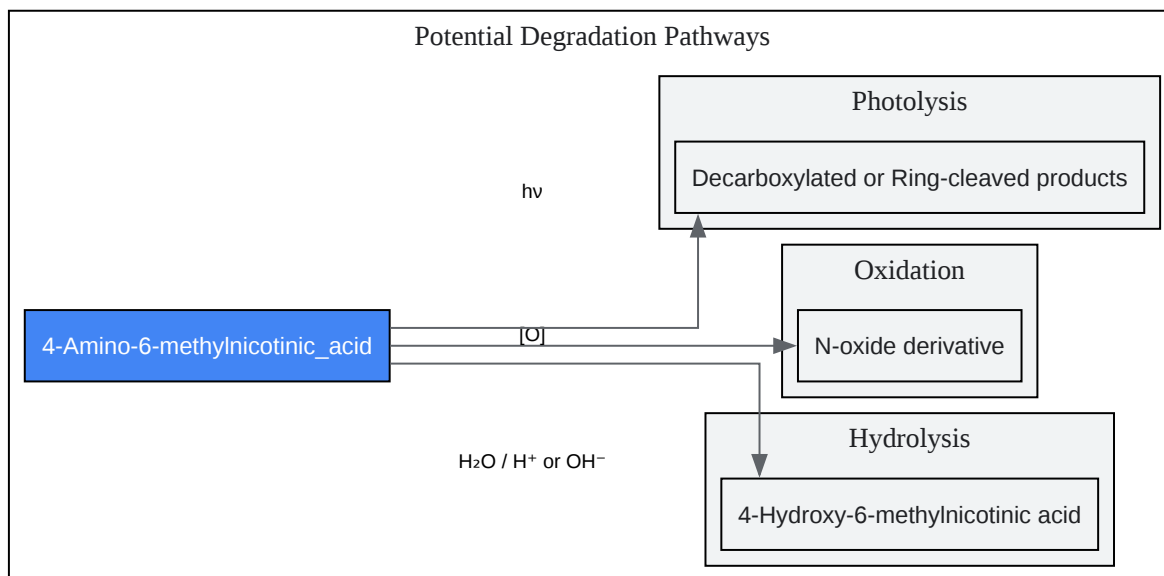 Potential Degradation Pathways
Photolysis
Decarboxylated or Ring-cleaved products
hν
Oxidation
4-Amino-6-methylnicotinic_acid
[O]
N-oxide derivative
Hydrolysis
H₂O / H⁺ or OH⁻
4-Hydroxy-6-methylnicotinic acid